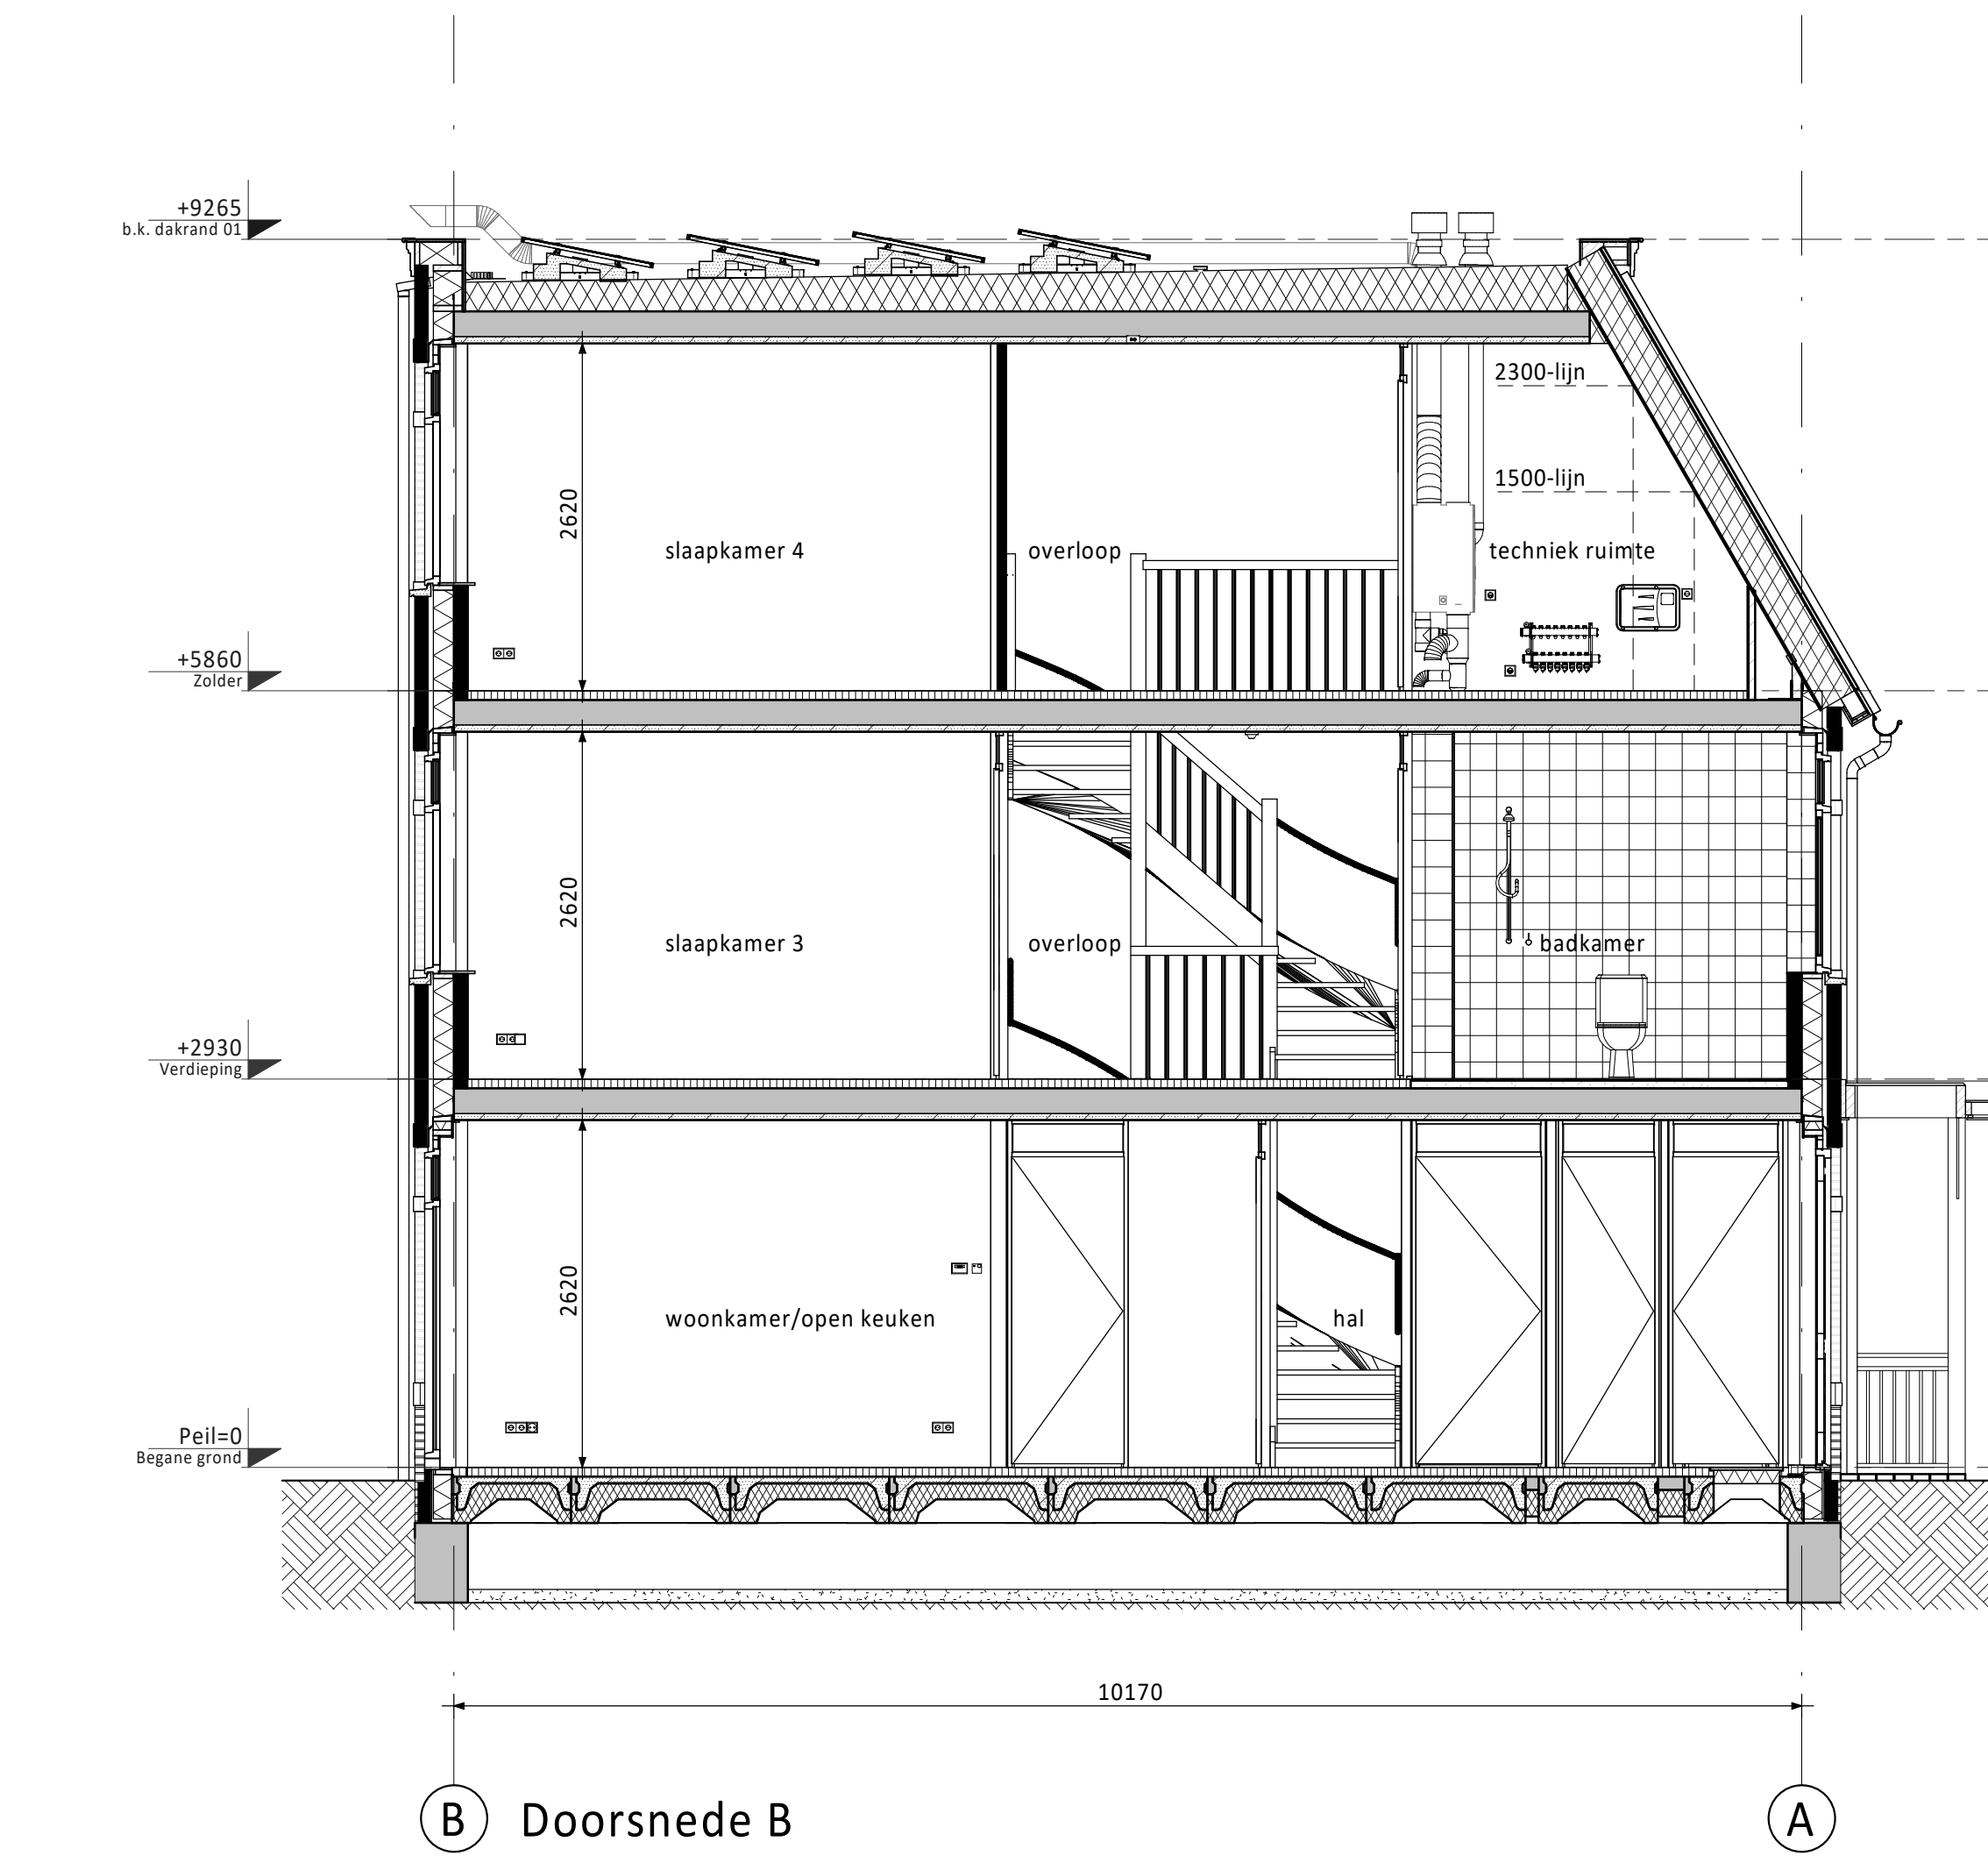 +9265
b.k. dakrand 01
2300-lijn
1500-lijn
2620
slaapkamer 4
overloop
techniek ruimte
+5860
Zolder
2620
slaapkamer 3
overloop
badkamer
+2930
Verdieping
2620
woonkamer/open keuken
hal
Peil=0
Begane grond
10170
B
Doorsnede B
A